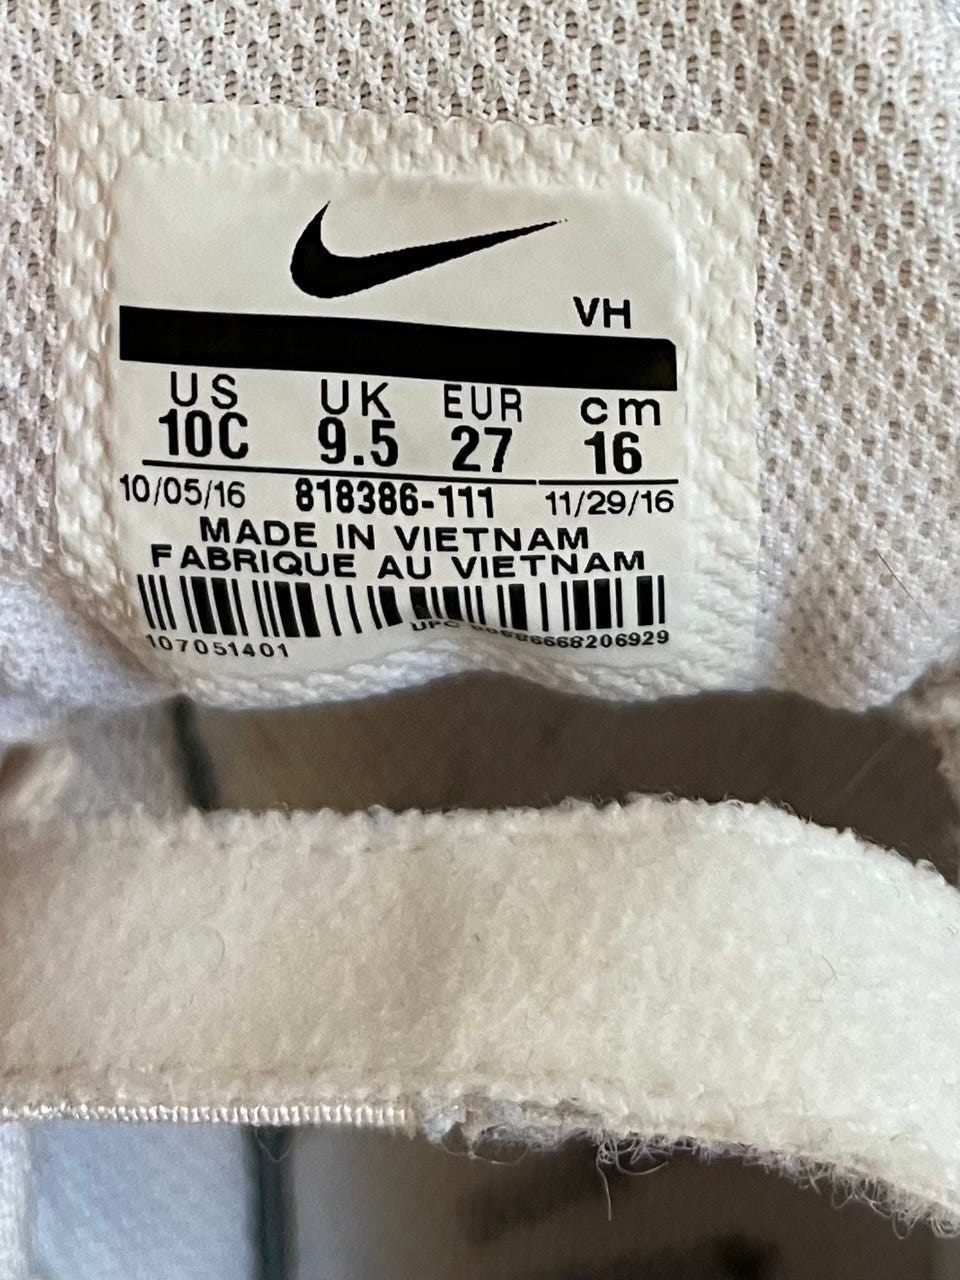 VH
US UK EUR cm
10C 9.5 27 16
10/05/16 818386-111 11/29/16
MADE IN VIETNAM
FABRIQUE AU VIETNAM
107051401 UPC